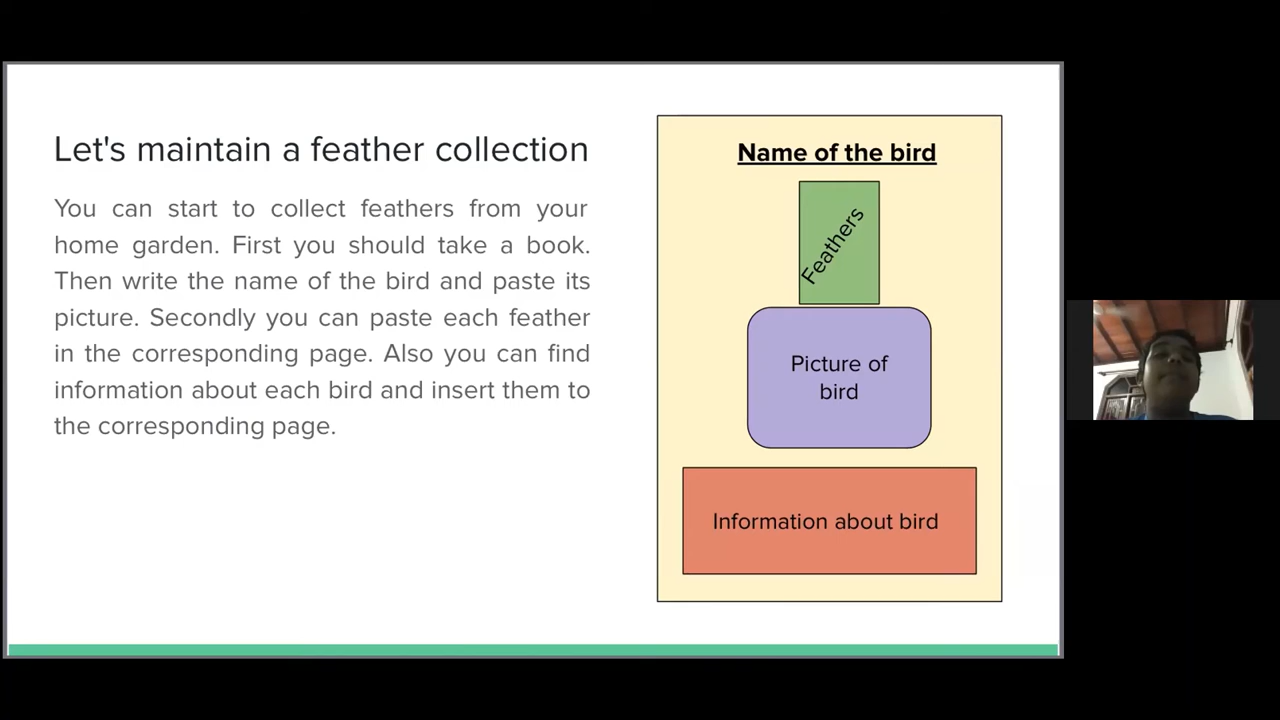 Let's maintain a feather collection
You can start to collect feathers from your
home garden. First you should take a book.
Then write the name of the bird and paste its
picture. Secondly you can paste each feather
in the corresponding page. Also you can find
information about each bird and insert them to
the corresponding page.
Name of the bird
Feathers
Picture of
bird
Information about bird